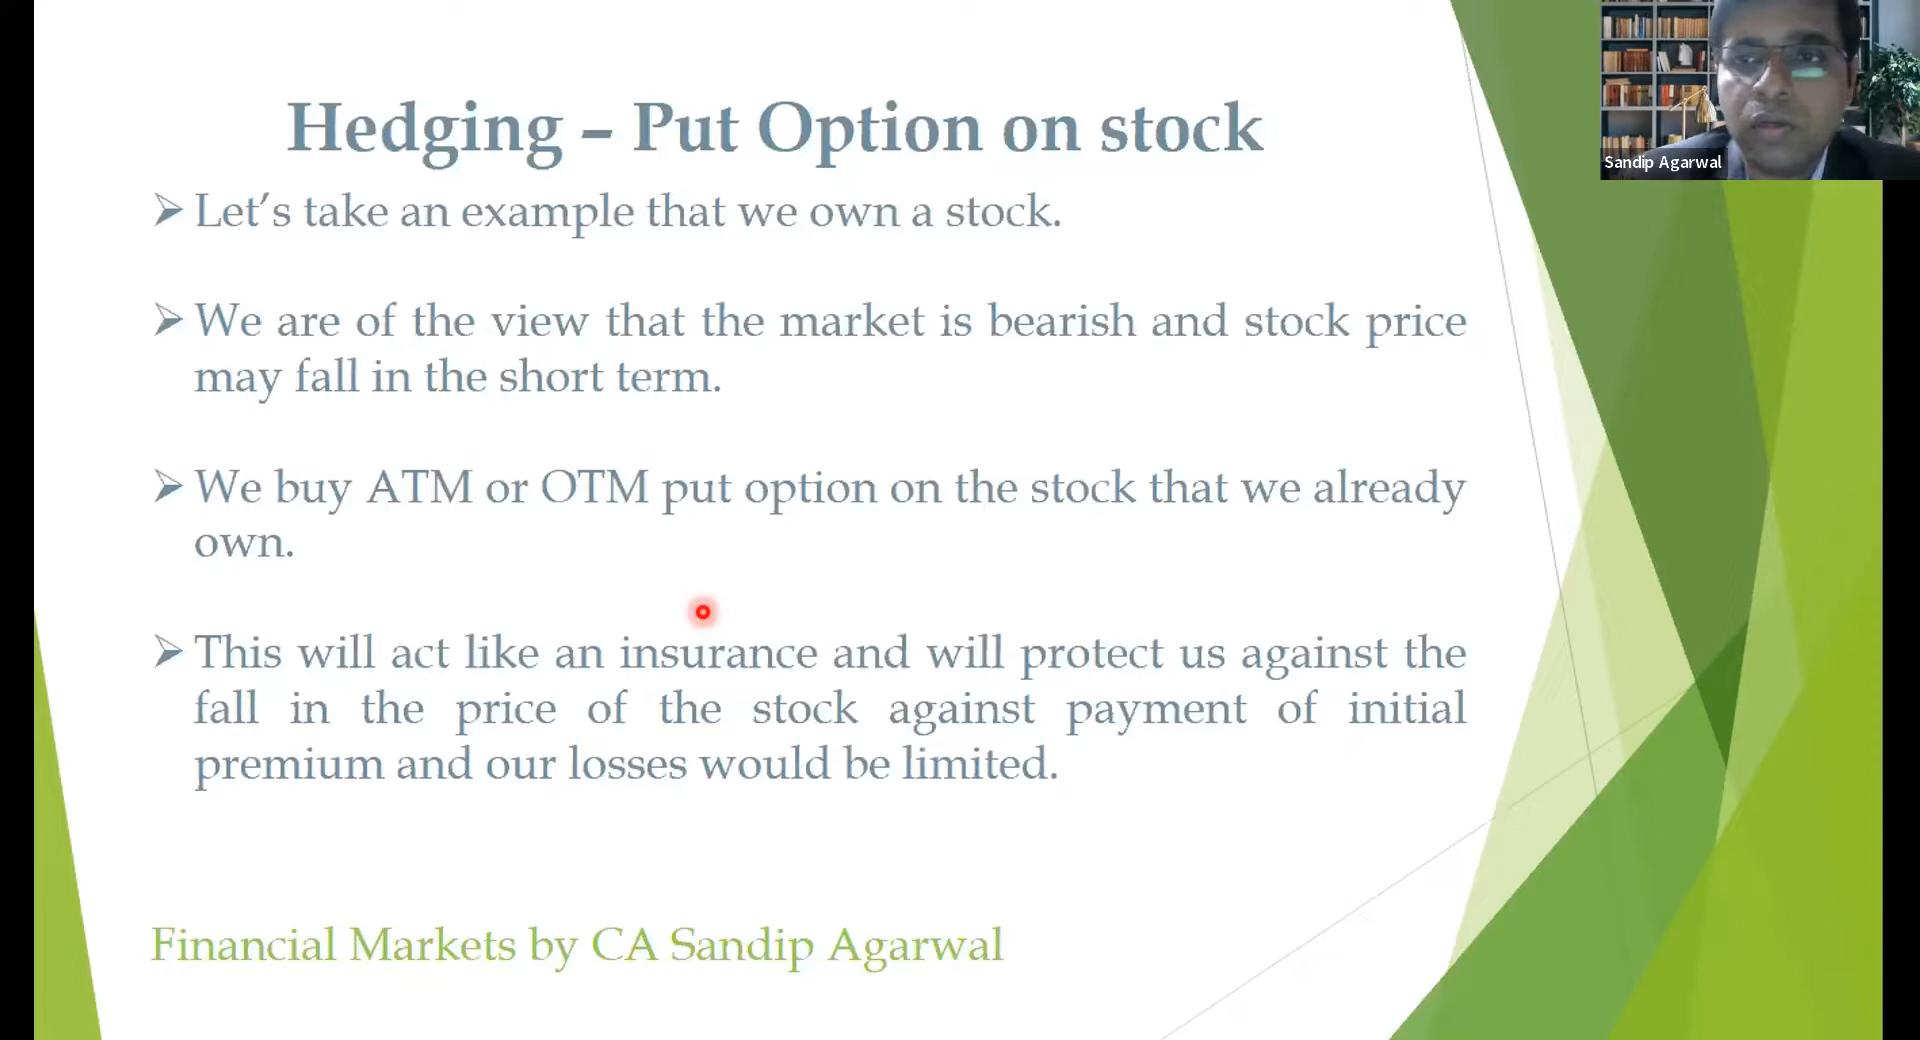 Hedging – Put Option on stock
Sandip Agarwal
➢ Let’s take an example that we own a stock.
➢ We are of the view that the market is bearish and stock price
may fall in the short term.
➢ We buy ATM or OTM put option on the stock that we already
own.
➢ This will act like an insurance and will protect us against the
fall in the price of the stock against payment of initial
premium and our losses would be limited.
Financial Markets by CA Sandip Agarwal